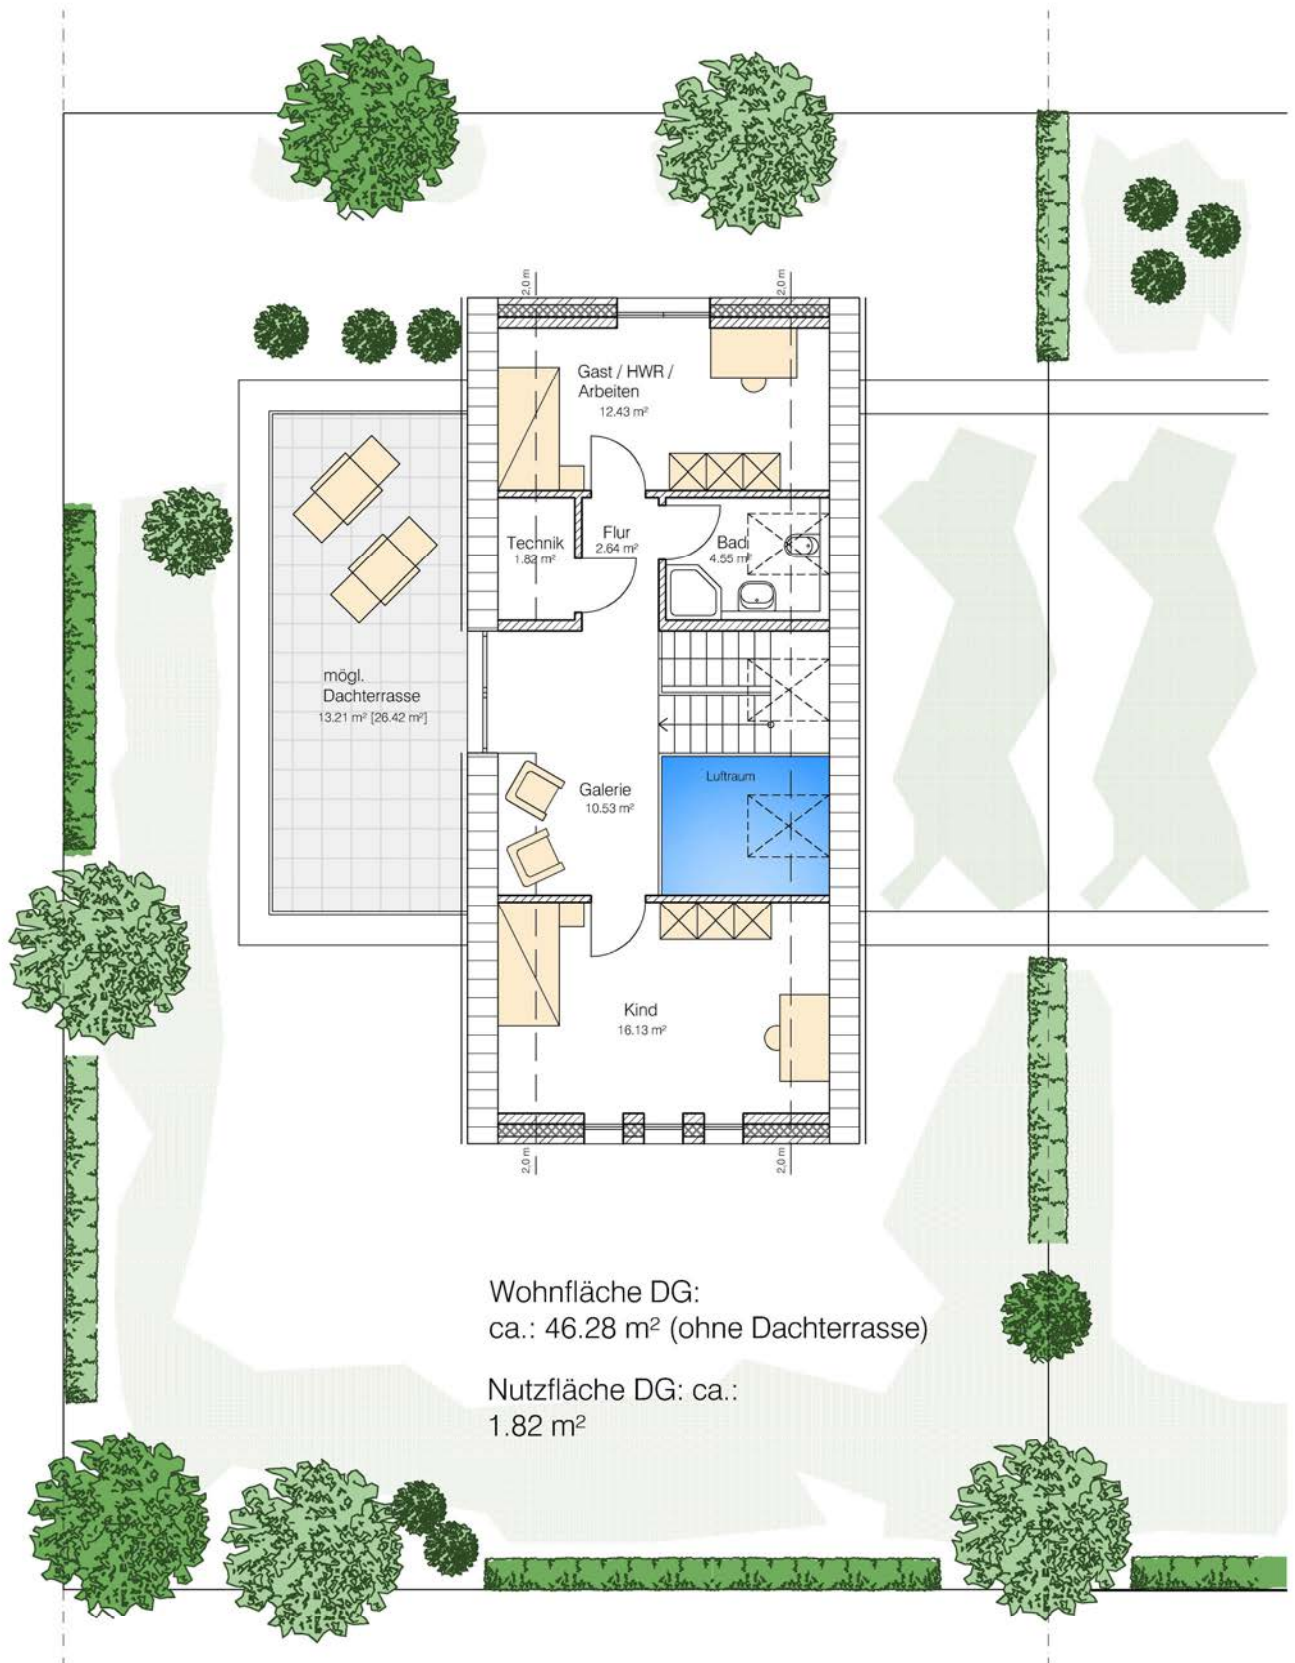 2,0 m
2,0 m
Gast / HWR /
Arbeiten
12.43 m²
Technik
1.82 m²
Flur
2.64 m²
Bad
4.55 m²
mögl.
Dachterrasse
13.21 m² [26.42 m²]
Luftraum
Galerie
10.53 m²
Kind
16.13 m²
2,0 m
2,0 m
Wohnfläche DG:
ca.: 46.28 m² (ohne Dachterrasse)
Nutzfläche DG: ca.:
1.82 m²